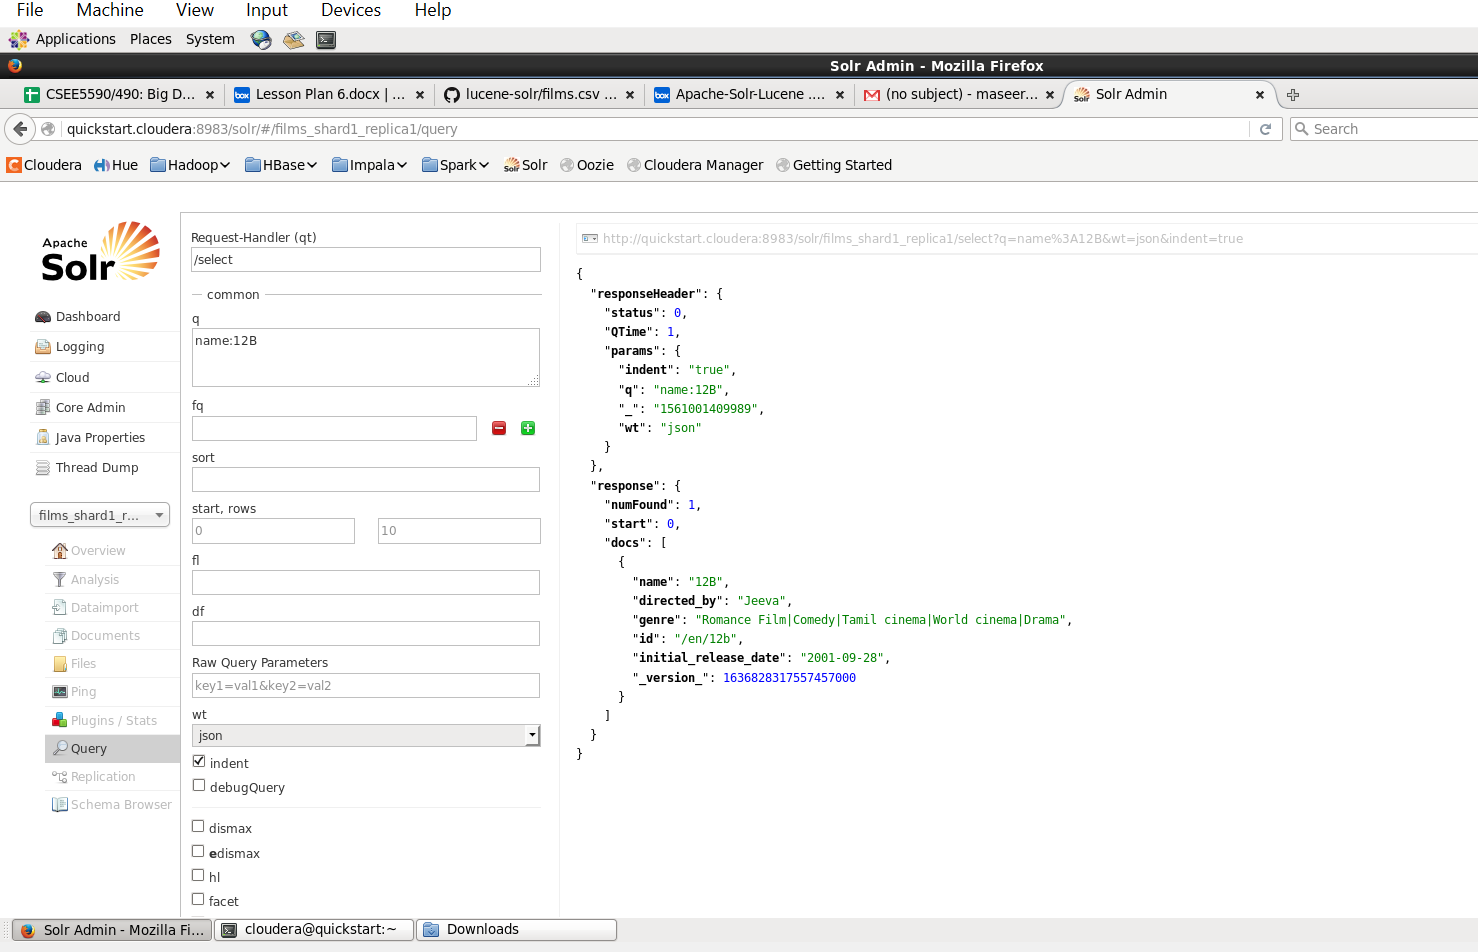 File Machine View Input Devices Help
Applications Places System
Solr Admin - Mozilla Firefox
CSEE5590/490: Big D... × Lesson Plan 6.docx | ... × lucene-solr/films.csv ... × Apache-Solr-Lucene .... × (no subject) - maseer... × Solr Admin ×
quickstart.cloudera:8983/solr/#/films_shard1_replica1/query Search
Cloudera Hue Hadoop HBase Impala Spark Solr Oozie Cloudera Manager Getting Started
Apache
Solr
Dashboard
Logging
Cloud
Core Admin
Java Properties
Thread Dump
films_shard1_r...
Overview
Analysis
Dataimport
Documents
Files
Ping
Plugins / Stats
Query
Replication
Schema Browser
Request-Handler (qt)
/select
common
q
name:12B
fq
sort
start, rows
0 10
fl
df
Raw Query Parameters
key1=val1&key2=val2
wt
json
indent
debugQuery
dismax
edismax
hl
facet
http://quickstart.cloudera:8983/solr/films_shard1_replica1/select?q=name%3A12B&wt=json&indent=true
{
"responseHeader": {
"status": 0,
"QTime": 1,
"params": {
"indent": "true",
"q": "name:12B",
"_": "1561001409989",
"wt": "json"
}
},
"response": {
"numFound": 1,
"start": 0,
"docs": [
{
"name": "12B",
"directed_by": "Jeeva",
"genre": "Romance Film|Comedy|Tamil cinema|World cinema|Drama",
"id": "/en/12b",
"initial_release_date": "2001-09-28",
"_version_": 1636828317557457000
}
]
}
}
Solr Admin - Mozilla Fi... cloudera@quickstart:~ Downloads